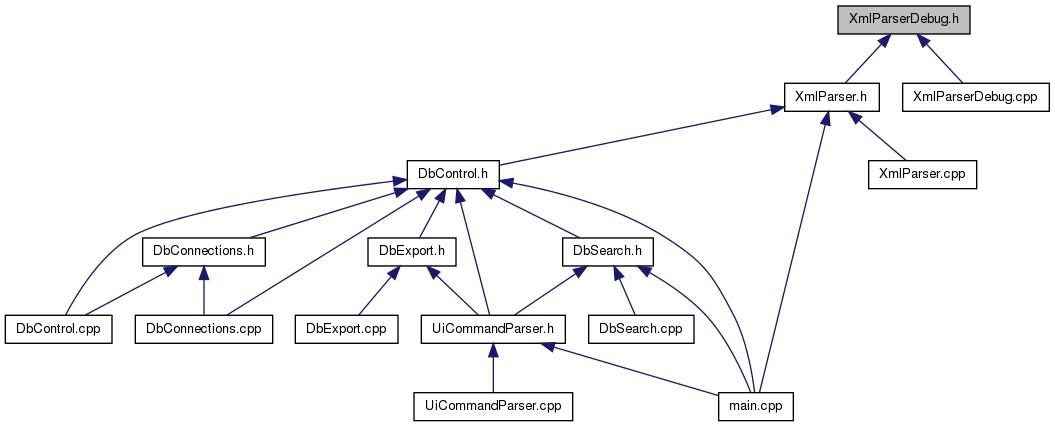 XmlParserDebug.h
XmlParser.h
XmlParserDebug.cpp
DbControl.h
XmlParser.cpp
DbConnections.h
DbExport.h
DbSearch.h
DbControl.cpp
DbConnections.cpp
DbExport.cpp
UiCommandParser.h
DbSearch.cpp
UiCommandParser.cpp
main.cpp